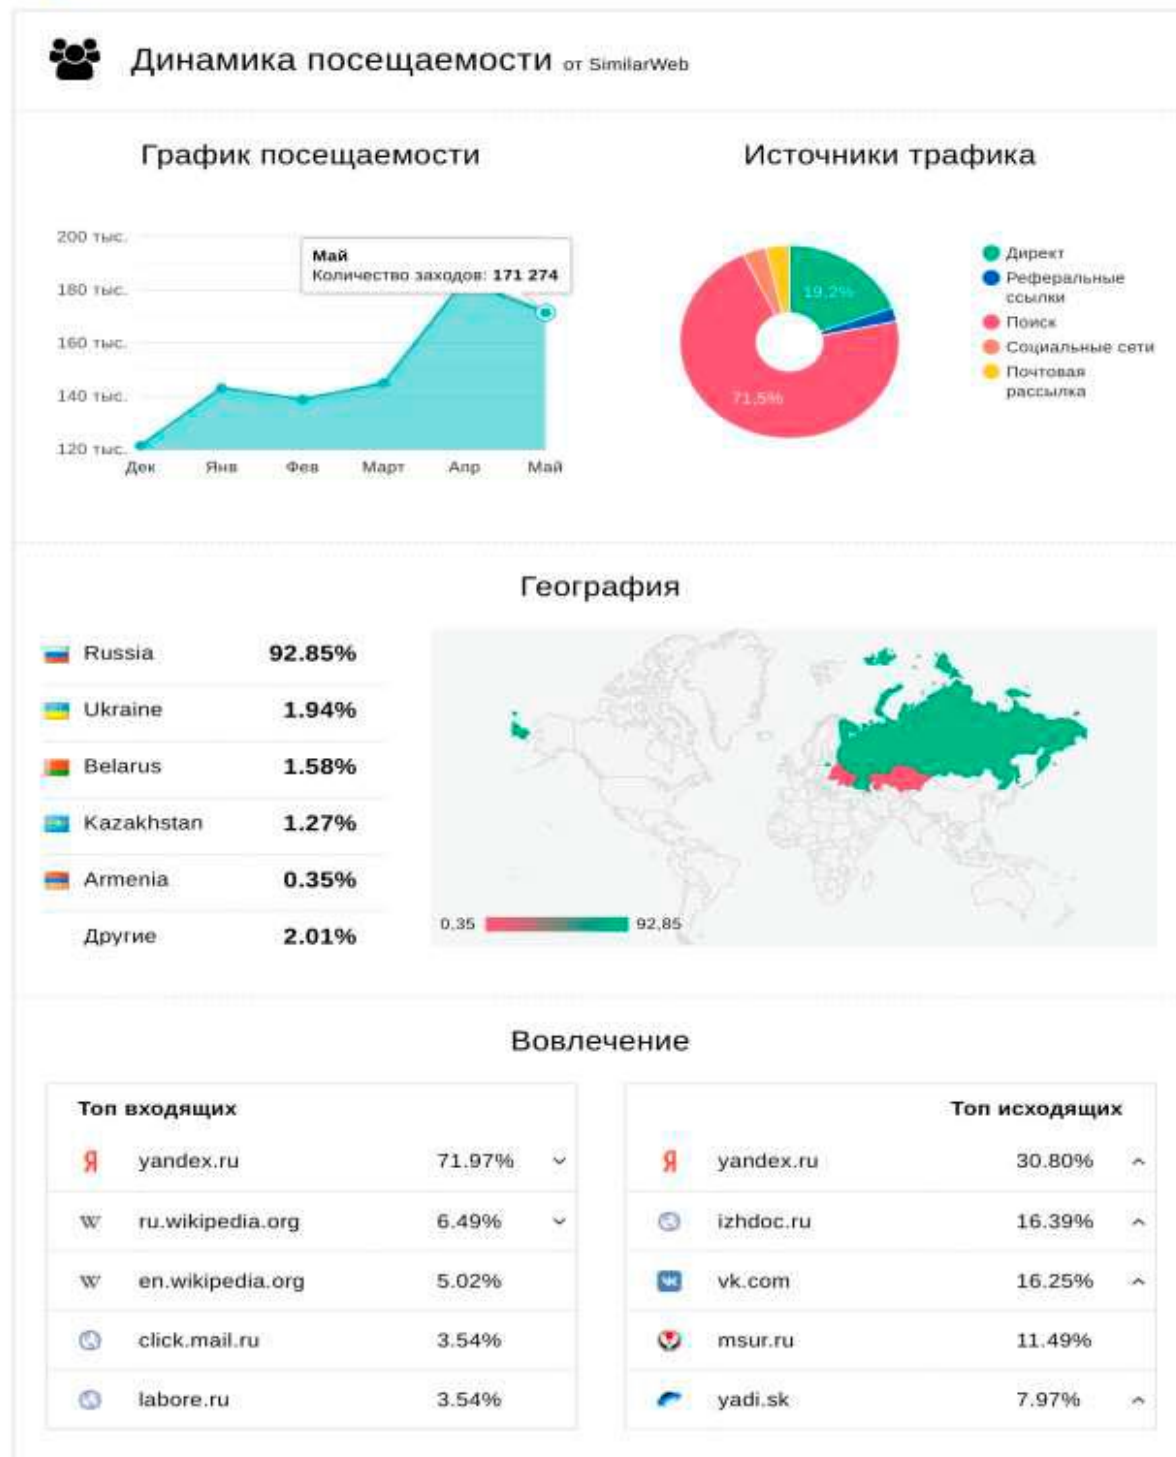 Динамика посещаемости от SimilarWeb
График посещаемости
Источники трафика
200 тыс.
180 тыс.
160 тыс.
140 тыс.
120 тыс.
Май
Количество заходов: 171 274
Дек Янв Фев Март Апр Май
19,2%
71,5%
Директ
Реферальные
ссылки
Поиск
Социальные сети
Почтовая
рассылка
География
Russia 92.85%
Ukraine 1.94%
Belarus 1.58%
Kazakhstan 1.27%
Armenia 0.35%
Другие 2.01%
0,35 92,85
Вовлечение
Топ входящих
Я yandex.ru 71.97%
W ru.wikipedia.org 6.49%
W en.wikipedia.org 5.02%
click.mail.ru 3.54%
labore.ru 3.54%
Топ исходящих
Я yandex.ru 30.80%
izhdoc.ru 16.39%
vk.com 16.25%
msur.ru 11.49%
yadi.sk 7.97%